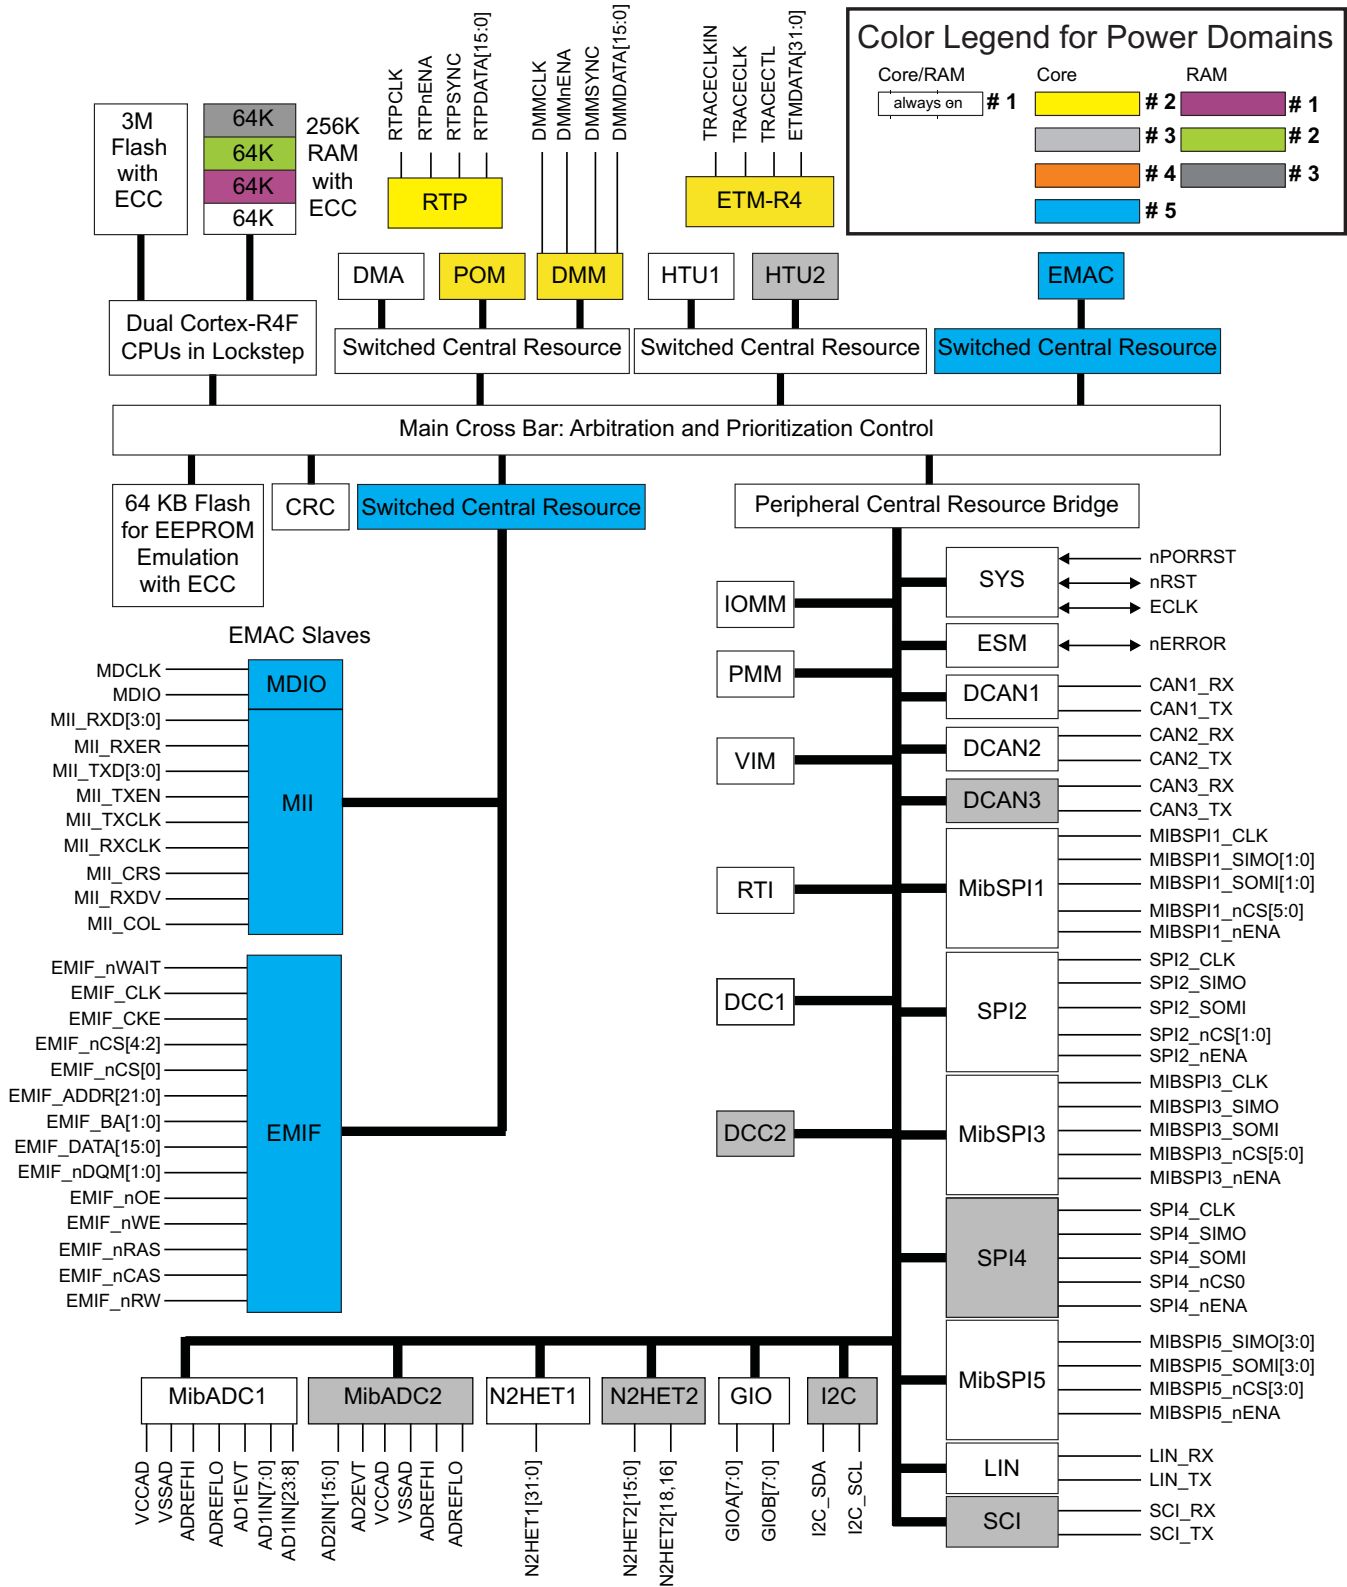 Color Legend for Power Domains
Core/RAM
Core
RAM
always on
# 1
# 2
# 1
# 3
# 2
# 4
# 3
# 5
3M
Flash
with
ECC
64K
64K
64K
64K
256K
RAM
with
ECC
RTPCLK
RTPnENA
RTPSYNC
RTPDATA[15:0]
RTP
DMMCLK
DMMnENA
DMMSYNC
DMMDATA[15:0]
TRACECLKIN
TRACECLK
TRACECTL
ETMDATA[31:0]
ETM-R4
DMA
POM
DMM
HTU1
HTU2
EMAC
Dual Cortex-R4F
CPUs in Lockstep
Switched Central Resource
Switched Central Resource
Switched Central Resource
Main Cross Bar: Arbitration and Prioritization Control
64 KB Flash
for EEPROM
Emulation
with ECC
CRC
Switched Central Resource
Peripheral Central Resource Bridge
EMAC Slaves
MDCLK
MDIO
MDIO
MII_RXD[3:0]
MII_RXER
MII_TXD[3:0]
MII_TXEN
MII_TXCLK
MII_RXCLK
MII_CRS
MII_RXDV
MII_COL
MII
EMIF_nWAIT
EMIF_CLK
EMIF_CKE
EMIF_nCS[4:2]
EMIF_nCS[0]
EMIF_ADDR[21:0]
EMIF_BA[1:0]
EMIF_DATA[15:0]
EMIF_nDQM[1:0]
EMIF_nOE
EMIF_nWE
EMIF_nRAS
EMIF_nCAS
EMIF_nRW
EMIF
IOMM
PMM
VIM
RTI
DCC1
DCC2
SYS
nPORRST
nRST
ECLK
ESM
nERROR
DCAN1
CAN1_RX
CAN1_TX
DCAN2
CAN2_RX
CAN2_TX
DCAN3
CAN3_RX
CAN3_TX
MibSPI1
MIBSPI1_CLK
MIBSPI1_SIMO[1:0]
MIBSPI1_SOMI[1:0]
MIBSPI1_nCS[5:0]
MIBSPI1_nENA
SPI2
SPI2_CLK
SPI2_SIMO
SPI2_SOMI
SPI2_nCS[1:0]
SPI2_nENA
MibSPI3
MIBSPI3_CLK
MIBSPI3_SIMO
MIBSPI3_SOMI
MIBSPI3_nCS[5:0]
MIBSPI3_nENA
SPI4
SPI4_CLK
SPI4_SIMO
SPI4_SOMI
SPI4_nCS0
SPI4_nENA
MibSPI5
MIBSPI5_SIMO[3:0]
MIBSPI5_SOMI[3:0]
MIBSPI5_nCS[3:0]
MIBSPI5_nENA
LIN
LIN_RX
LIN_TX
SCI
SCI_RX
SCI_TX
MibADC1
MibADC2
N2HET1
N2HET2
GIO
I2C
VCCAD
VSSAD
ADREFHI
ADREFLO
AD1EVT
AD1IN[7:0]
AD1IN[23:8]
AD2IN[15:0]
AD2EVT
VCCAD
VSSAD
ADREFHI
ADREFLO
N2HET1[31:0]
N2HET2[15:0]
N2HET2[18,16]
GIOA[7:0]
GIOB[7:0]
I2C_SDA
I2C_SCL